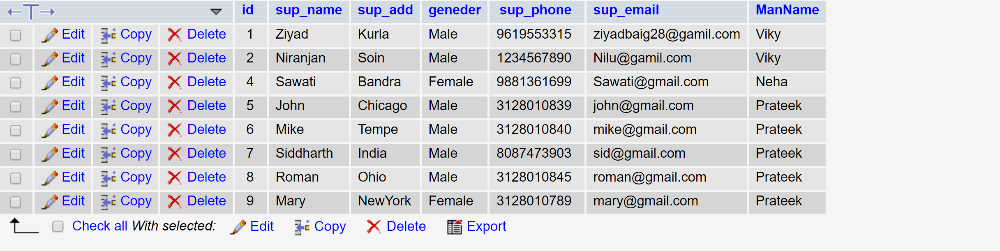 id sup_name sup_add geneder sup_phone sup_email ManName
Edit Copy Delete 1 Ziyad Kurla Male 9619553315 ziyadbaig28@gamil.com Viky
Edit Copy Delete 2 Niranjan Soin Male 1234567890 Nilu@gamil.com Viky
Edit Copy Delete 4 Sawati Bandra Female 9881361699 Sawati@gmail.com Neha
Edit Copy Delete 5 John Chicago Male 3128010839 john@gmail.com Prateek
Edit Copy Delete 6 Mike Tempe Male 3128010840 mike@gmail.com Prateek
Edit Copy Delete 7 Siddharth India Male 8087473903 sid@gmail.com Prateek
Edit Copy Delete 8 Roman Ohio Male 3128010845 roman@gmail.com Prateek
Edit Copy Delete 9 Mary NewYork Female 3128010789 mary@gmail.com Prateek
Check all With selected: Edit Copy Delete Export